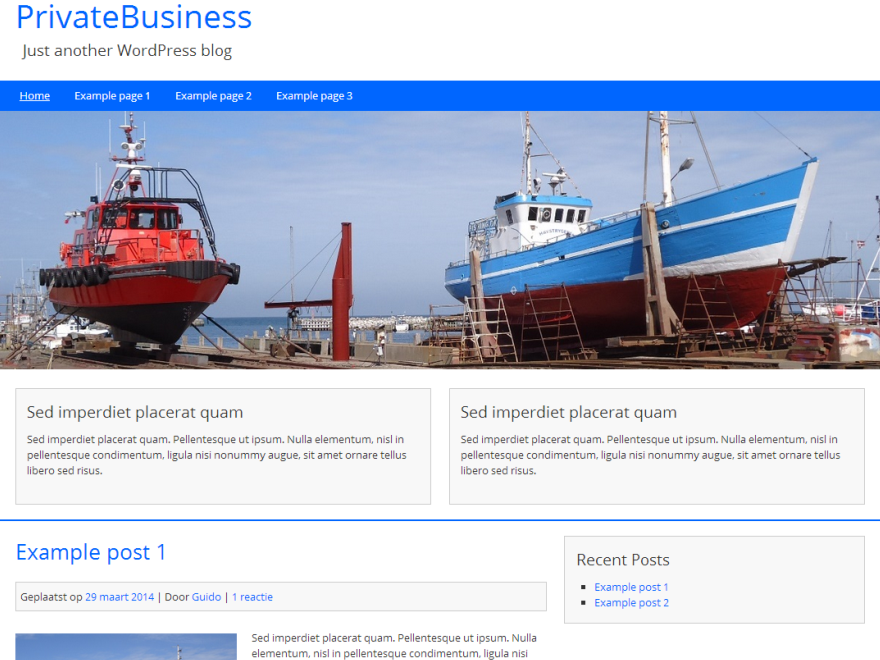 PrivateBusiness
Just another WordPress blog
Home Example page 1 Example page 2 Example page 3
Sed imperdiet placerat quam
Sed imperdiet placerat quam. Pellentesque ut ipsum. Nulla elementum, nisl in
pellentesque condimentum, ligula nisi nonummy augue, sit amet ornare tellus
libero sed risus.
Sed imperdiet placerat quam
Sed imperdiet placerat quam. Pellentesque ut ipsum. Nulla elementum, nisl in
pellentesque condimentum, ligula nisi nonummy augue, sit amet ornare tellus
libero sed risus.
Example post 1
Geplaatst op 29 maart 2014 | Door Guido | 1 reactie
Sed imperdiet placerat quam. Pellentesque ut ipsum. Nulla
elementum, nisl in pellentesque condimentum, ligula nisi
Recent Posts
Example post 1
Example post 2